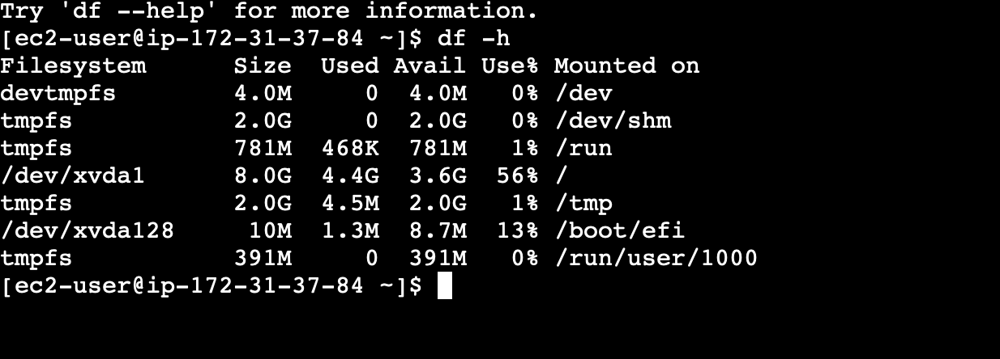 Try 'df --help' for more information.
[ec2-user@ip-172-31-37-84 ~]$ df -h
Filesystem      Size  Used Avail Use% Mounted on
devtmpfs        4.0M     0  4.0M   0% /dev
tmpfs           2.0G     0  2.0G   0% /dev/shm
tmpfs           781M  468K  781M   1% /run
/dev/xvda1      8.0G  4.4G  3.6G  56% /
tmpfs           2.0G  4.5M  2.0G   1% /tmp
/dev/xvda128     10M  1.3M  8.7M  13% /boot/efi
tmpfs           391M     0  391M   0% /run/user/1000
[ec2-user@ip-172-31-37-84 ~]$